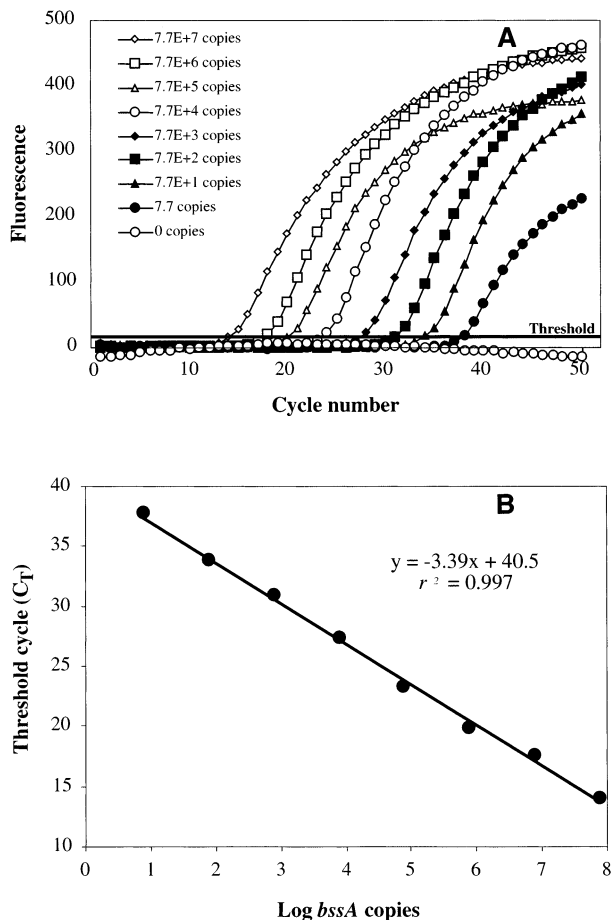 A
500
400
300
200
100
0
Fluorescence
7.7E+7 copies
7.7E+6 copies
7.7E+5 copies
7.7E+4 copies
7.7E+3 copies
7.7E+2 copies
7.7E+1 copies
7.7 copies
0 copies
Threshold
0 10 20 30 40 50
Cycle number
B
40
35
30
25
20
15
10
Threshold cycle (CT)
y = -3.39x + 40.5
r 2 = 0.997
0 1 2 3 4 5 6 7 8
Log bssA copies